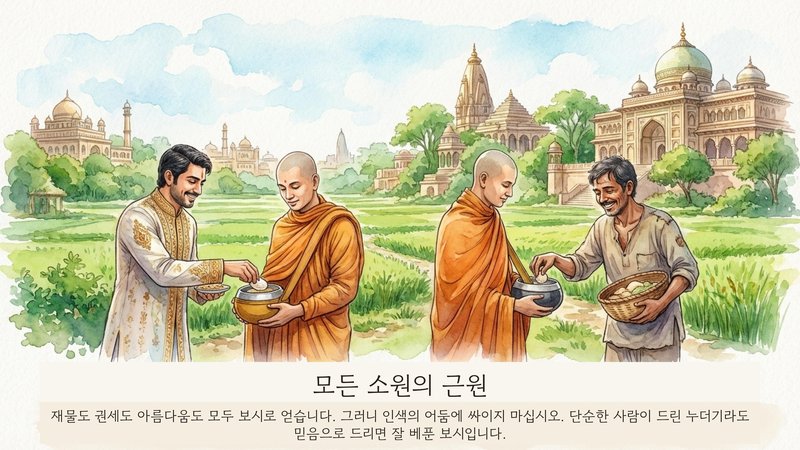 모든 소원의 근원
재물도 권세도 아름다움도 모두 보시로 얻습니다. 그러니 인색의 어둠에 싸이지 마십시오. 단순한 사람이 드린 누더기라도
믿음으로 드리면 잘 베푼 보시입니다.